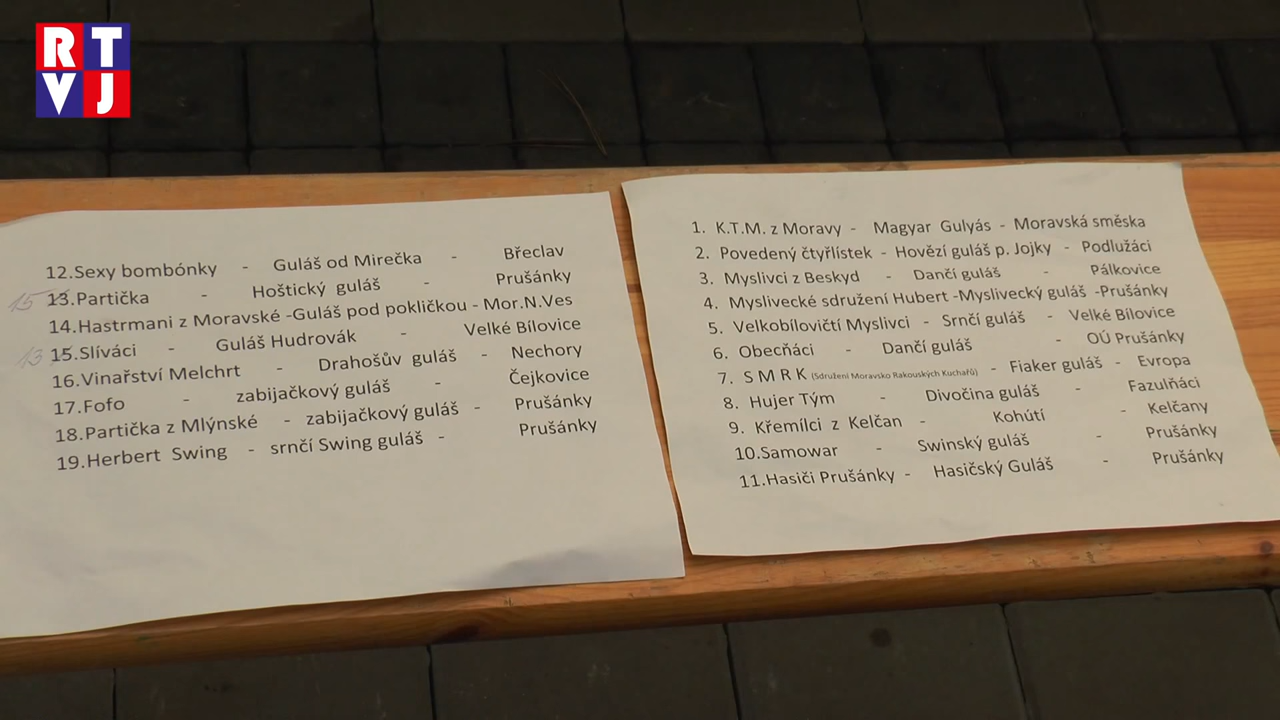 RT
VJ
12.Sexy bombónky - Guláš od Mirečka - Břeclav
15 13.Partička - Hoštický guláš - Prušánky
14.Hastrmani z Moravské -Guláš pod pokličkou - Mor.N.Ves
13 15.Slíváci - Guláš Hudrovák - Velké Bílovice
16.Vinařství Melchrt - Drahošův guláš - Nechory
17.Fofo - zabijačkový guláš - Čejkovice
18.Partička z Mlýnské - zabijačkový guláš - Prušánky
19.Herbert Swing - srnčí Swing guláš - Prušánky
1. K.T.M. z Moravy - Magyar Gulyás - Moravská směska
2. Povedený čtyřlístek - Hovězí guláš p. Jojky - Podlužáci
3. Myslivci z Beskyd - Dančí guláš - Pálkovice
4. Myslivecké sdružení Hubert -Myslivecký guláš -Prušánky
5. Velkobílovičtí Myslivci - Srnčí guláš - Velké Bílovice
6. Obecňáci - Dančí guláš - OÚ Prušánky
7. S M R K (Sdružení Moravsko Rakouských Kuchařů) - Fiaker guláš - Evropa
8. Hujer Tým - Divočina guláš - Fazulňáci
9. Křemílci z Kelčan - Kohútí - Kelčany
10.Samowar - Swinský guláš - Prušánky
11.Hasiči Prušánky - Hasičský Guláš - Prušánky